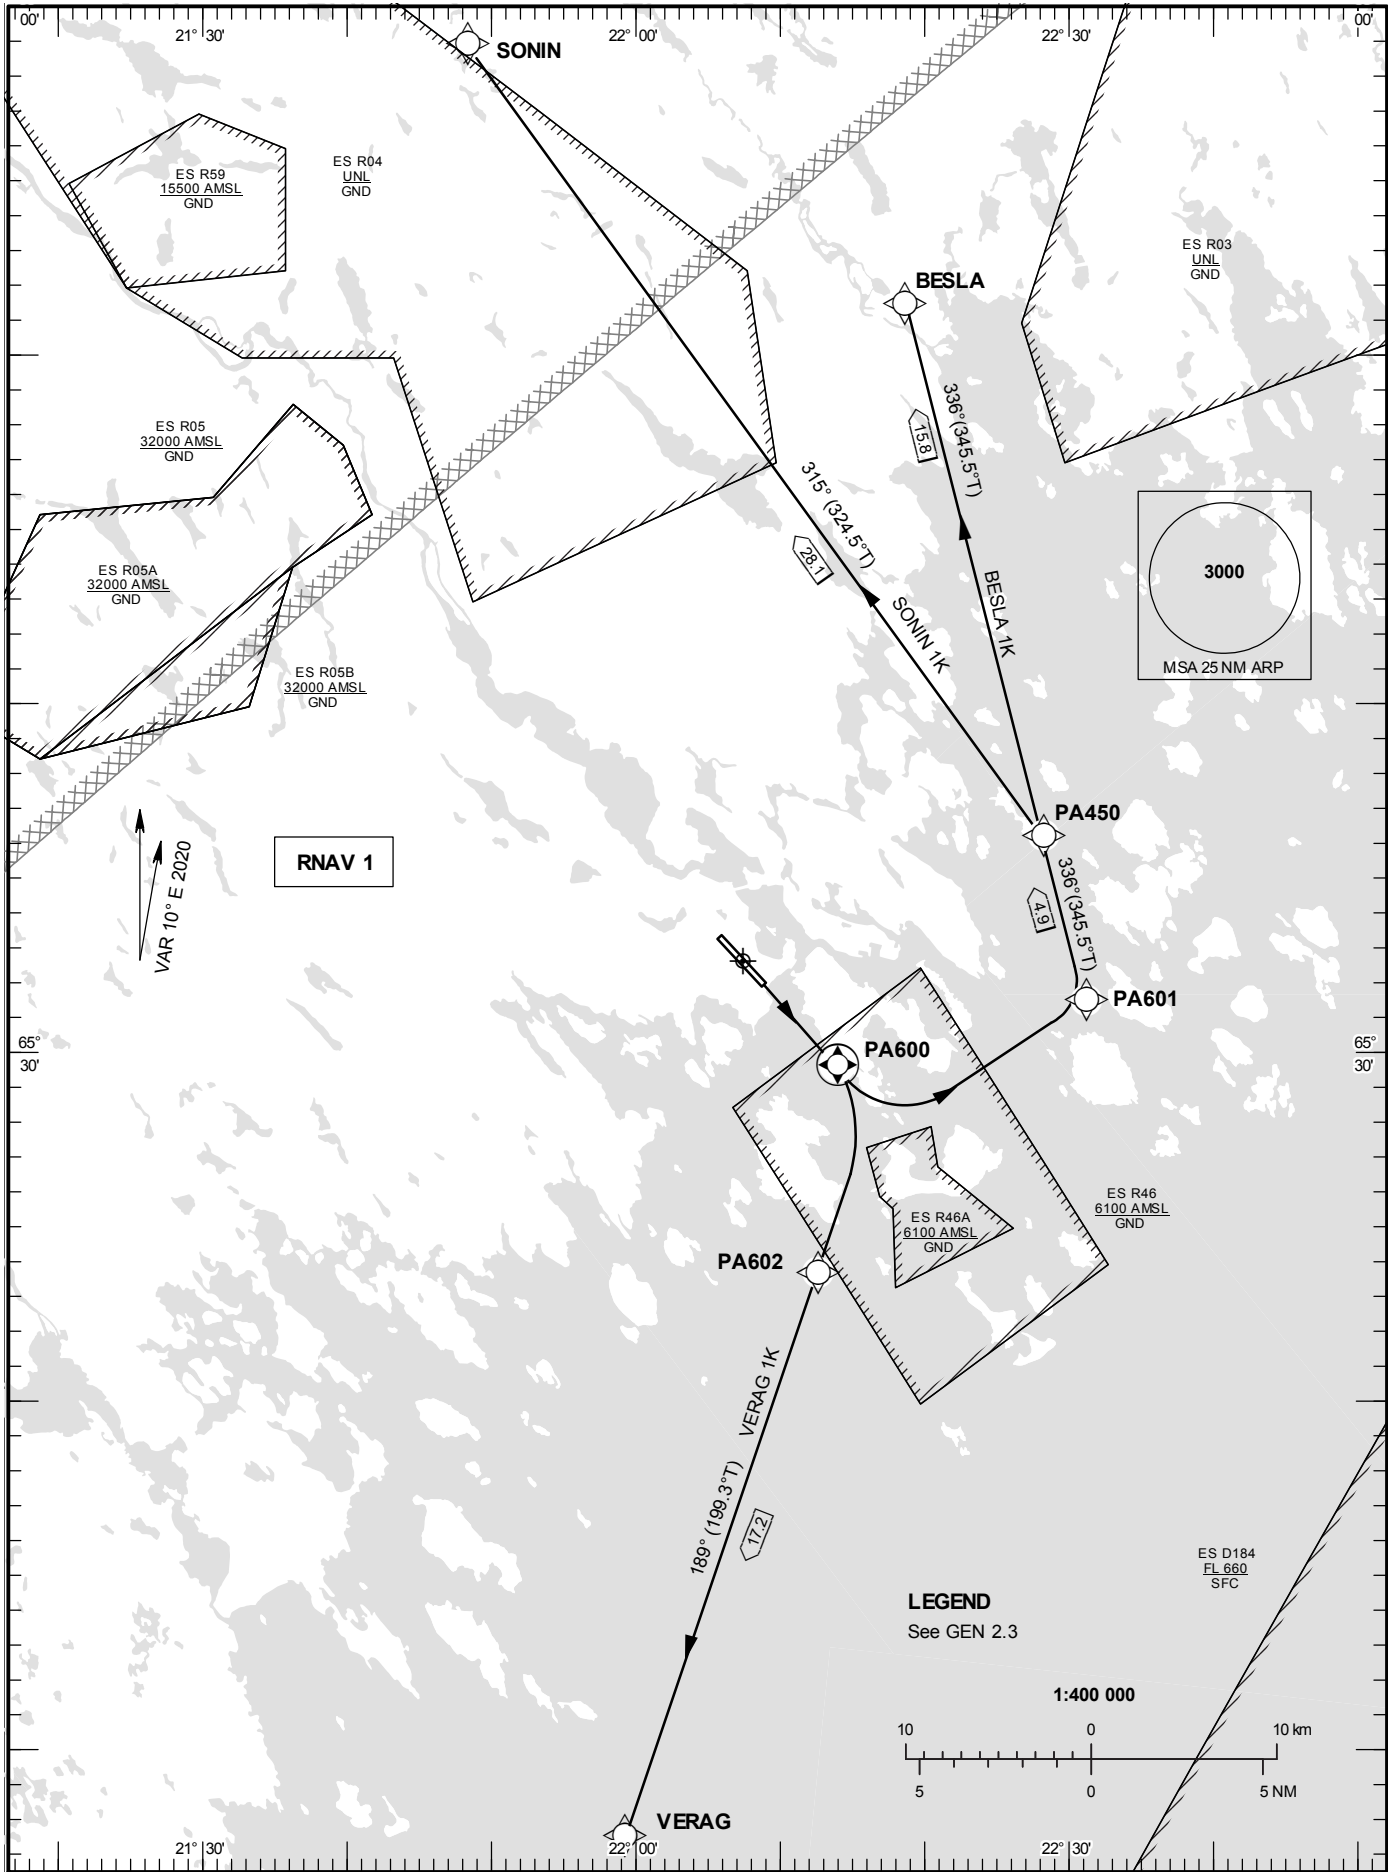 00'
21° 30'
22° 00'
22° 30'
00'
SONIN
ES R59
15500 AMSL
GND
ES R04
UNL
GND
ES R03
UNL
GND
BESLA
336°(345.5°T)
15.8
ES R05
32000 AMSL
GND
315° (324.5°T)
28.1
ES R05A
32000 AMSL
GND
3000
MSA 25 NM ARP
BESLA 1K
SONIN 1K
ES R05B
32000 AMSL
GND
PA450
RNAV 1
VAR 10° E 2020
336°(345.5°T)
4.9
PA601
PA600
65°
30'
65°
30'
ES R46
6100 AMSL
GND
ES R46A
6100 AMSL
GND
PA602
VERAG 1K
189° (199.3°T)
17.2
ES D184
FL 660
SFC
LEGEND
See GEN 2.3
1:400 000
10 0 10 km
5 0 5 NM
VERAG
21° 30'
22° 00'
22° 30'